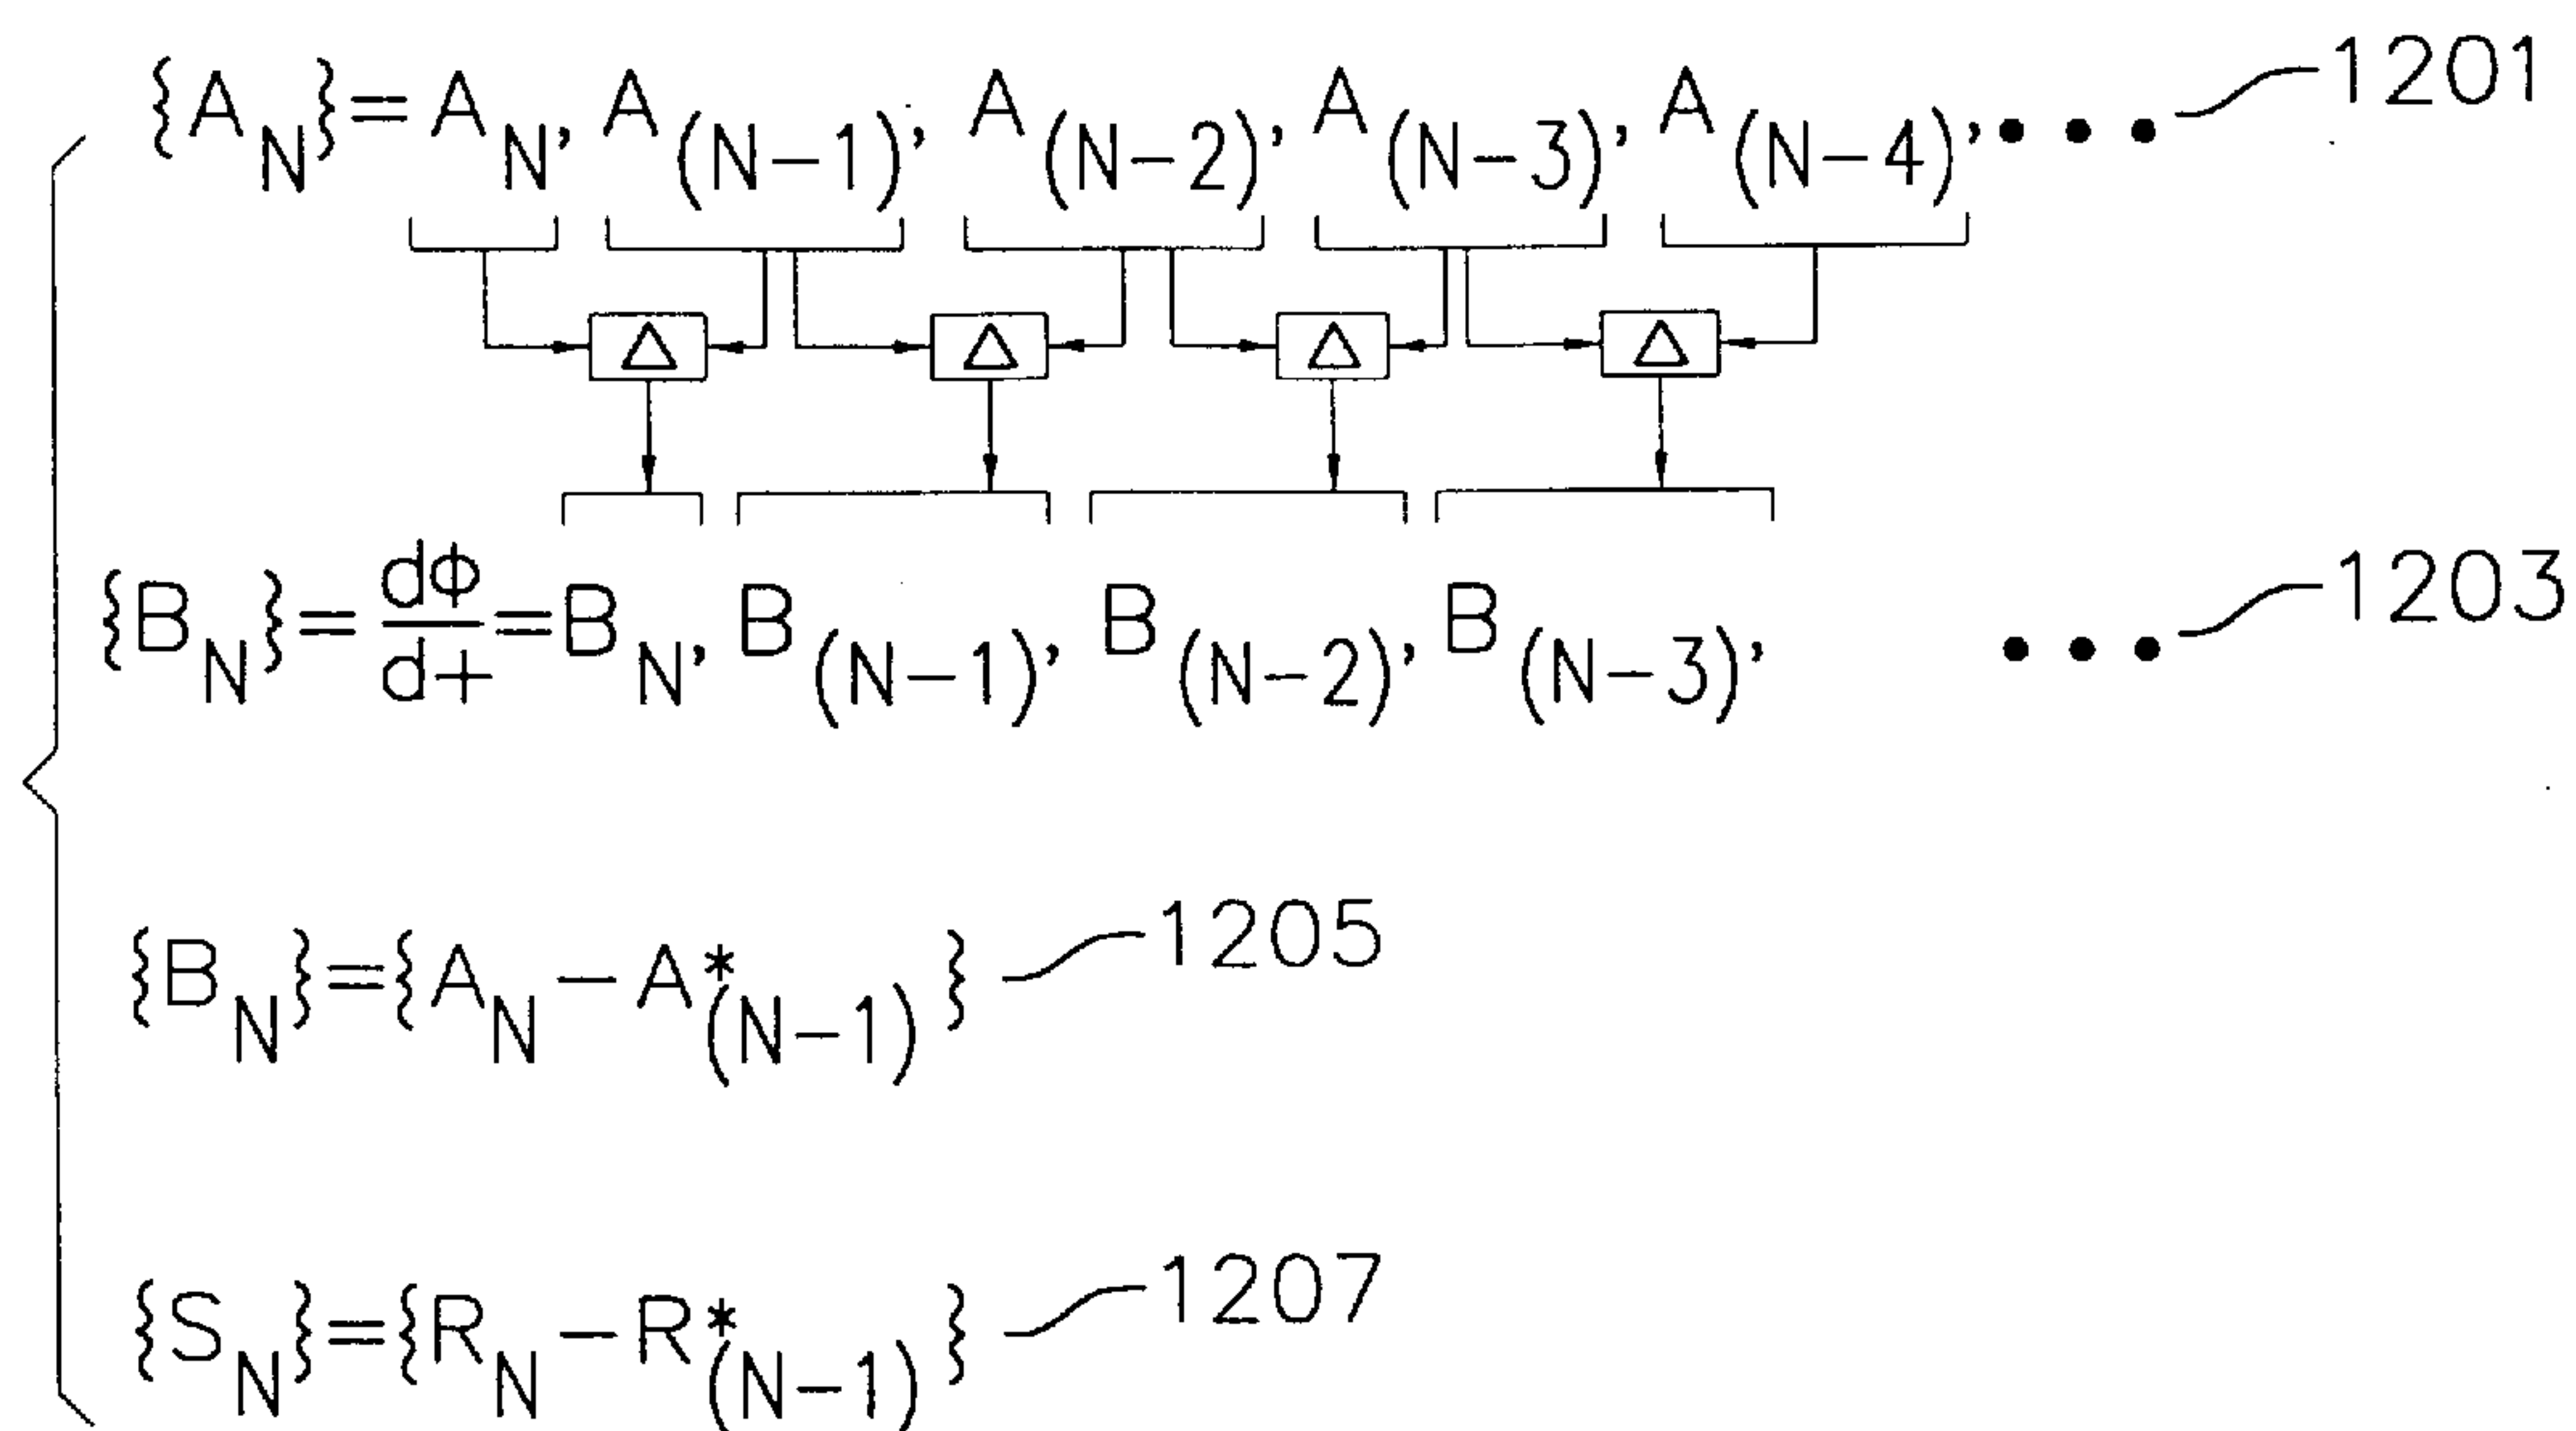 {A_N}=A_N, A_(N-1), A_(N-2), A_(N-3), A_(N-4), ••• 1201
△ △ △ △
{B_N}=dφ/dt=B_N, B_(N-1), B_(N-2), B_(N-3), ••• 1203
{B_N}={A_N-A*_(N-1)} 1205
{S_N}={R_N-R*_(N-1)} 1207